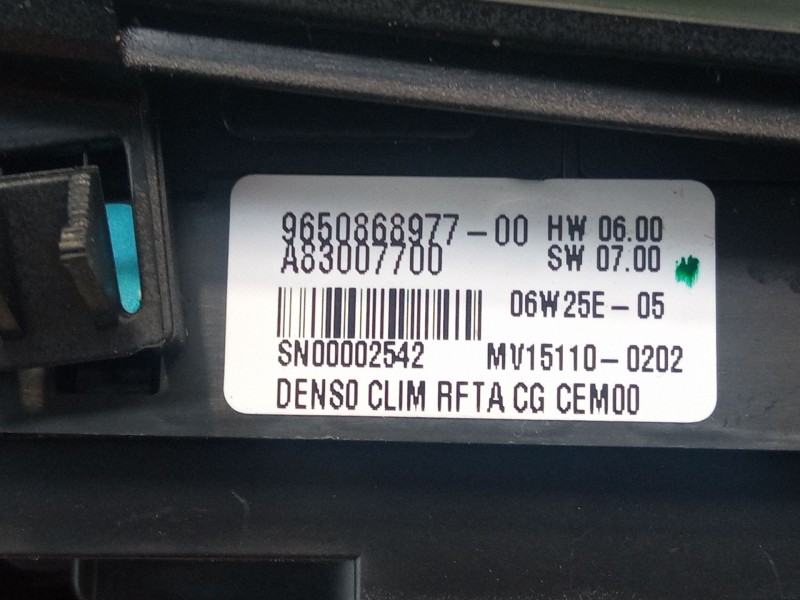 9650868977-00 HW 06.00
A83007700 SW 07.00
06W25E-05
SN00002542 MV15110-0202
DENSO CLIM RFTA CG CEM00